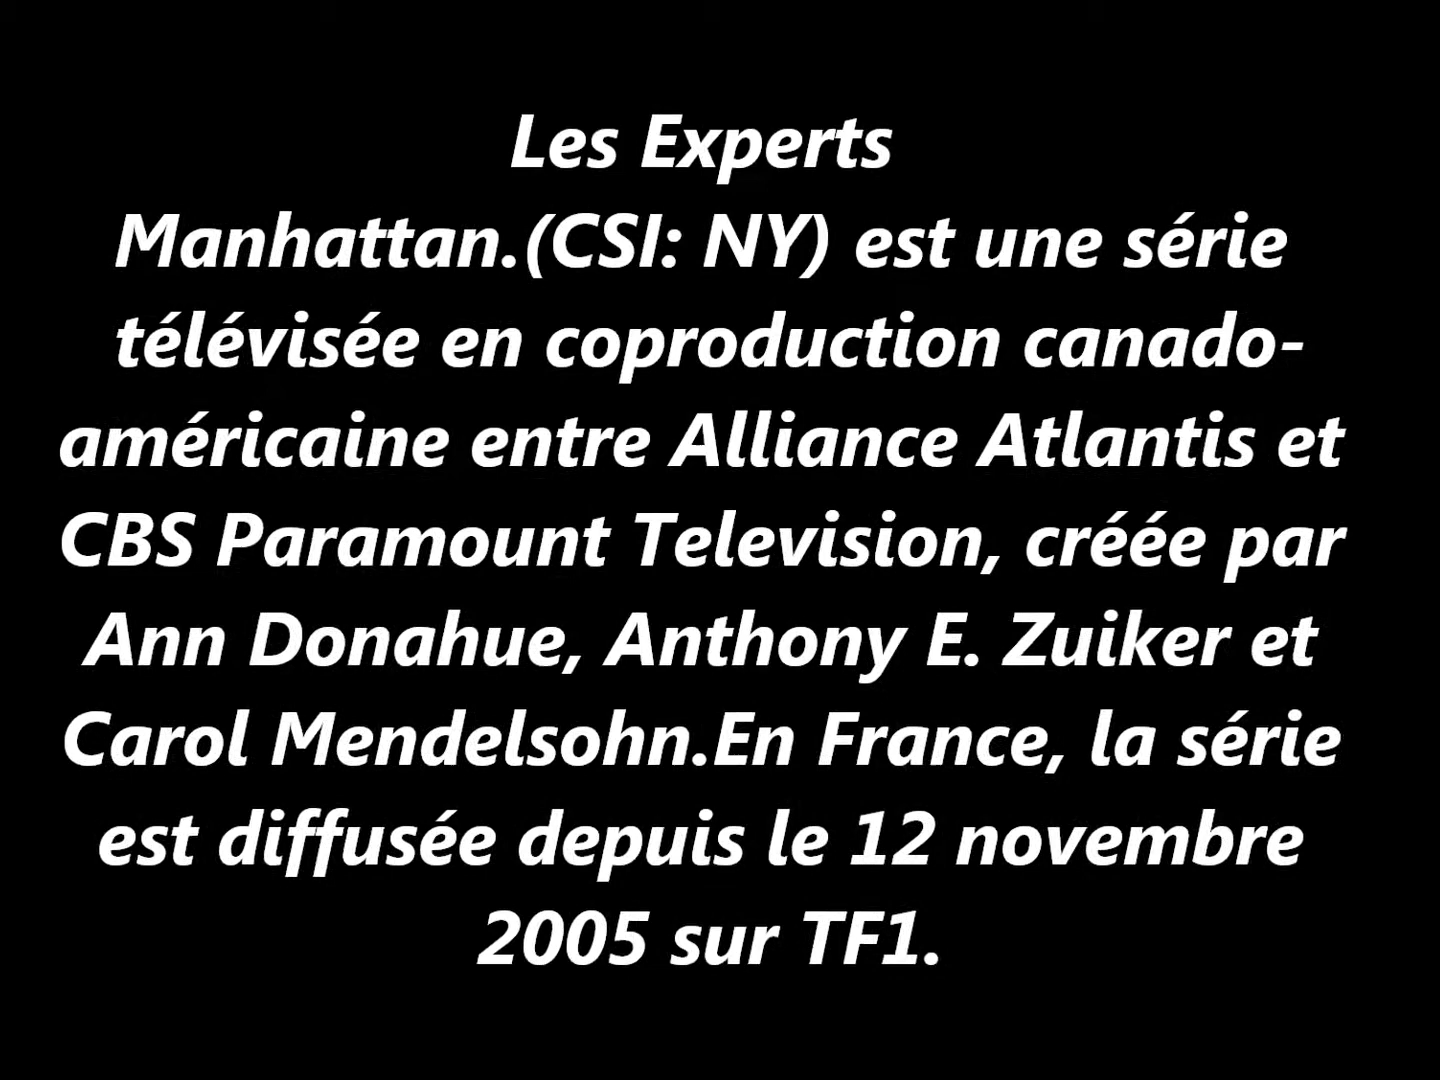 Les Experts
Manhattan.(CSI: NY) est une série
télévisée en coproduction canado-
américaine entre Alliance Atlantis et
CBS Paramount Television, créée par
Ann Donahue, Anthony E. Zuiker et
Carol Mendelsohn.En France, la série
est diffusée depuis le 12 novembre
2005 sur TF1.